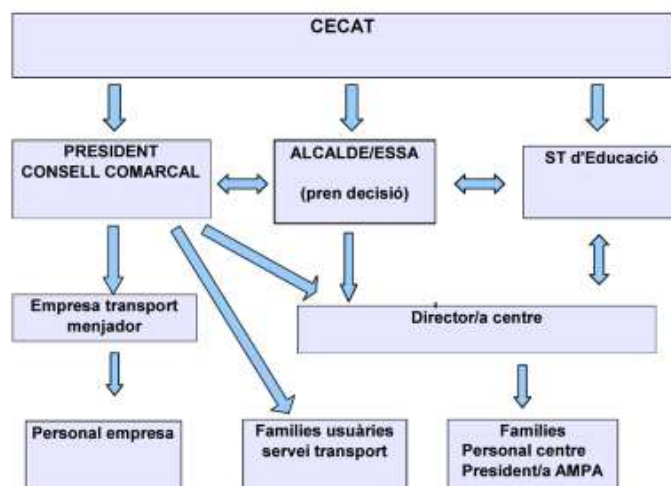 CECAT
PRESIDENT
CONSELL COMARCAL
ALCALDE/ESSA
(pren decisió)
ST d'Educació
Empresa transport
menjador
Director/a centre
Personal empresa
Families usuàries
servei transport
Families
Personal centre
President/a AMPA